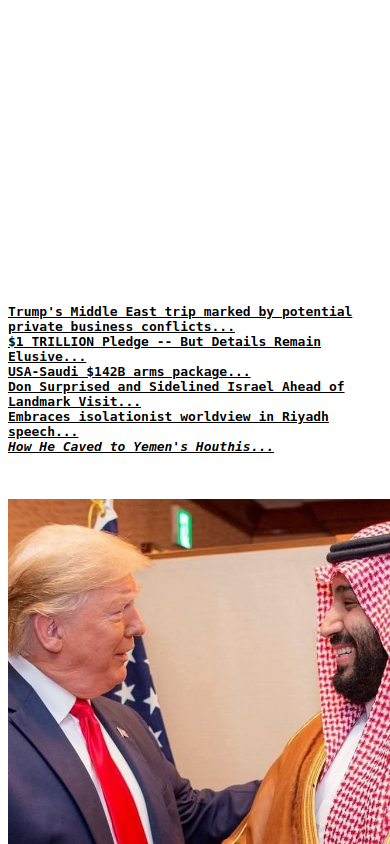 Trump's Middle East trip marked by potential
private business conflicts...
$1 TRILLION Pledge -- But Details Remain
Elusive...
USA-Saudi $142B arms package...
Don Surprised and Sidelined Israel Ahead of
Landmark Visit...
Embraces isolationist worldview in Riyadh
speech...
How He Caved to Yemen's Houthis...